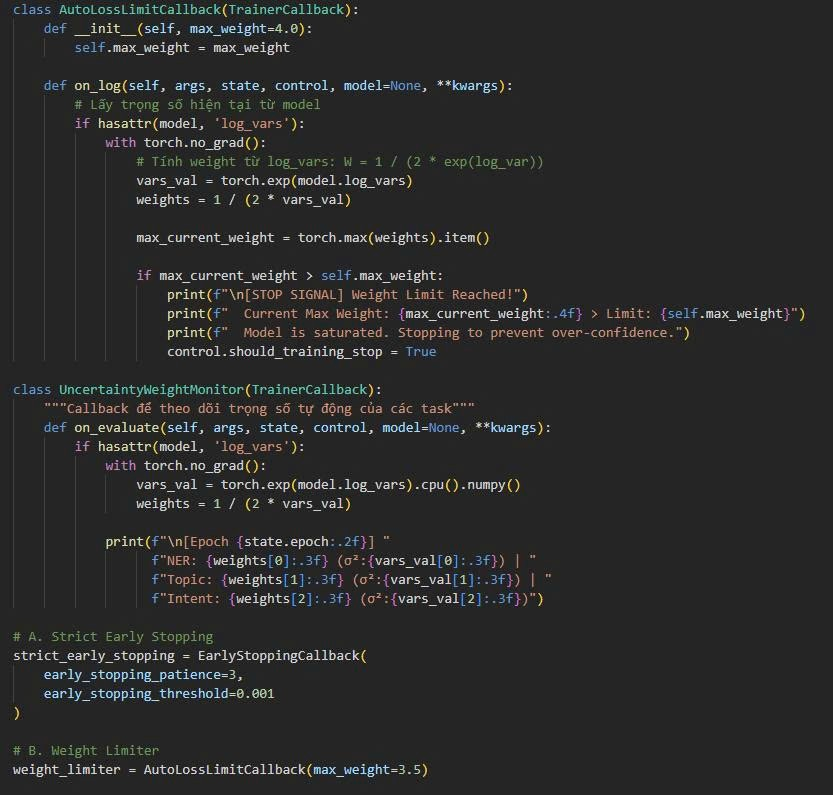 class AutoLossLimitCallback(TrainerCallback):
    def __init__(self, max_weight=4.0):
        self.max_weight = max_weight

    def on_log(self, args, state, control, model=None, **kwargs):
        # Lấy trọng số hiện tại từ model
        if hasattr(model, 'log_vars'):
            with torch.no_grad():
                # Tính weight từ log_vars: W = 1 / (2 * exp(log_var))
                vars_val = torch.exp(model.log_vars)
                weights = 1 / (2 * vars_val)

                max_current_weight = torch.max(weights).item()

                if max_current_weight > self.max_weight:
                    print(f"\n[STOP SIGNAL] Weight Limit Reached!")
                    print(f"  Current Max Weight: {max_current_weight:.4f} > Limit: {self.max_weight}")
                    print(f"  Model is saturated. Stopping to prevent over-confidence.")
                    control.should_training_stop = True

class UncertaintyWeightMonitor(TrainerCallback):
    """Callback để theo dõi trọng số tự động của các task"""
    def on_evaluate(self, args, state, control, model=None, **kwargs):
        if hasattr(model, 'log_vars'):
            with torch.no_grad():
                vars_val = torch.exp(model.log_vars).cpu().numpy()
                weights = 1 / (2 * vars_val)

            print(f"\n[Epoch {state.epoch:.2f}] "
                  f"NER: {weights[0]:.3f} (σ²:{vars_val[0]:.3f}) | "
                  f"Topic: {weights[1]:.3f} (σ²:{vars_val[1]:.3f}) | "
                  f"Intent: {weights[2]:.3f} (σ²:{vars_val[2]:.3f})")

# A. Strict Early Stopping
strict_early_stopping = EarlyStoppingCallback(
    early_stopping_patience=3,
    early_stopping_threshold=0.001
)

# B. Weight Limiter
weight_limiter = AutoLossLimitCallback(max_weight=3.5)